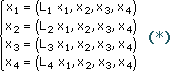 x₁ = (L₁ x₁, x₂, x₃, x₄)
x₂ = (L₂ x₁, x₂, x₃, x₄)
x₃ = (L₃ x₁, x₂, x₃, x₄) (*)
x₄ = (L₄ x₁, x₂, x₃, x₄)